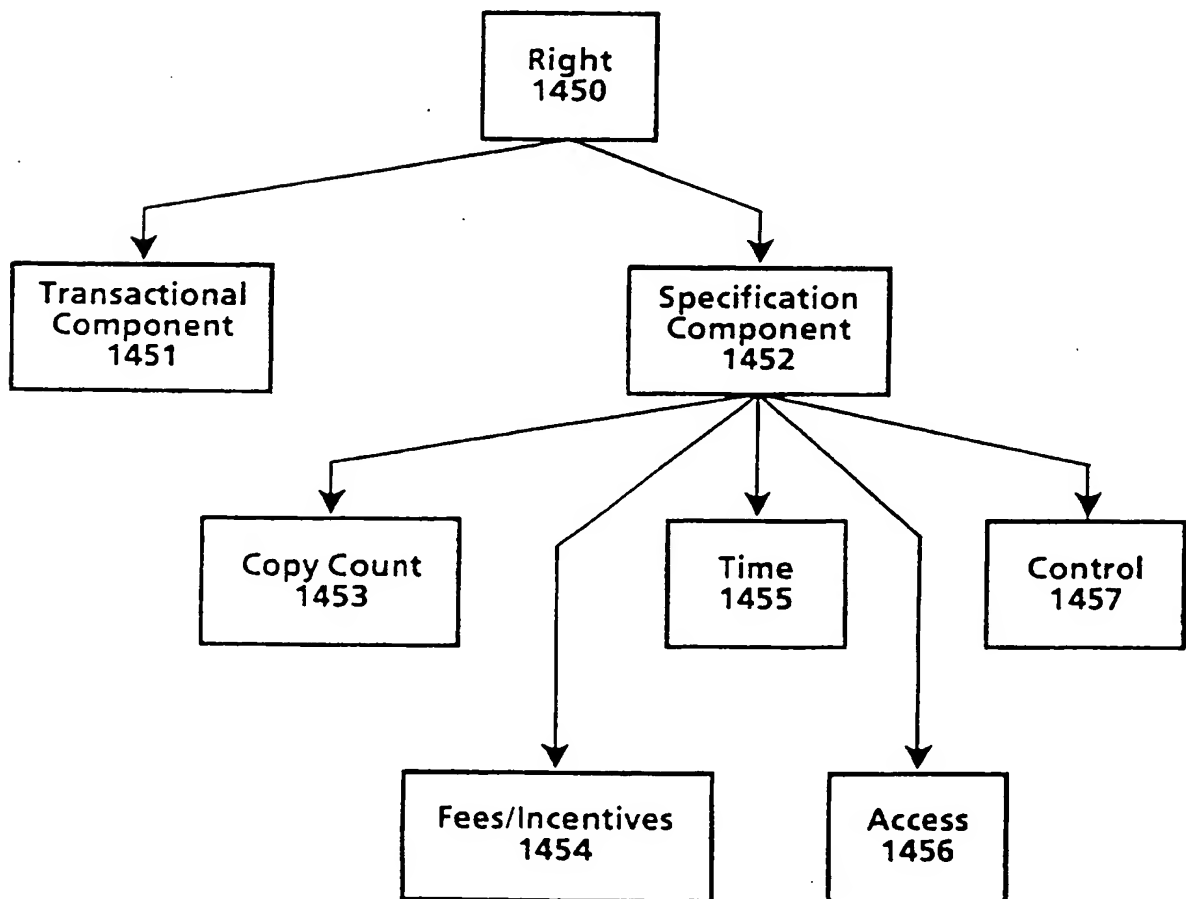 Right
1450
Transactional
Component
1451
Specification
Component
1452
Copy Count
1453
Time
1455
Control
1457
Fees/Incentives
1454
Access
1456